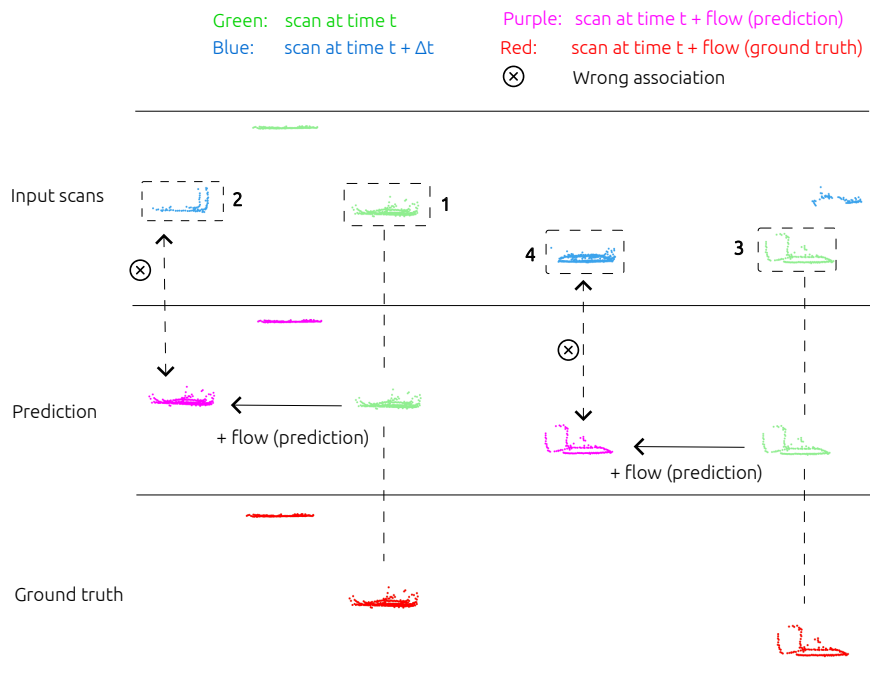 Green: scan at time t
Purple: scan at time t + flow (prediction)
Blue: scan at time t + Δt
Red: scan at time t + flow (ground truth)
Wrong association
Input scans
2
1
4
3
Prediction
+ flow (prediction)
+ flow (prediction)
Ground truth